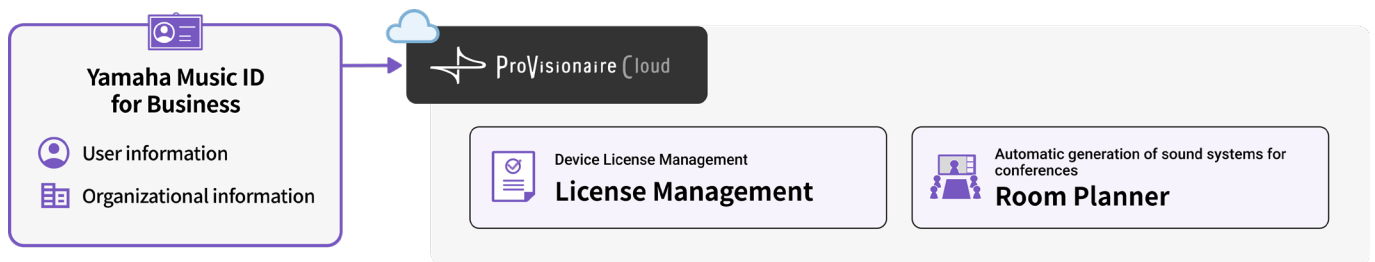 Yamaha Music ID
for Business
User information
Organizational information
ProVisionaire Cloud
Device License Management
License Management
Automatic generation of sound systems for
conferences
Room Planner